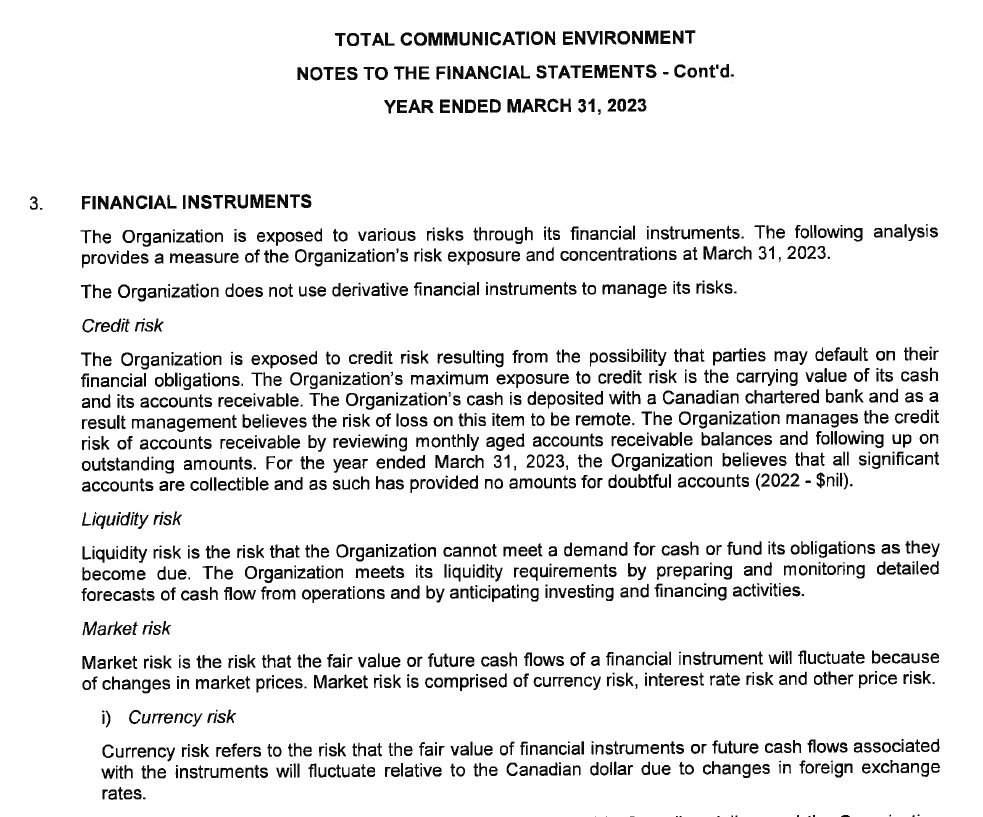 TOTAL COMMUNICATION ENVIRONMENT
NOTES TO THE FINANCIAL STATEMENTS - Cont'd.
YEAR ENDED MARCH 31, 2023
3. FINANCIAL INSTRUMENTS
The Organization is exposed to various risks through its financial instruments. The following analysis
provides a measure of the Organization's risk exposure and concentrations at March 31, 2023.
The Organization does not use derivative financial instruments to manage its risks.
Credit risk
The Organization is exposed to credit risk resulting from the possibility that parties may default on their
financial obligations. The Organization's maximum exposure to credit risk is the carrying value of its cash
and its accounts receivable. The Organization's cash is deposited with a Canadian chartered bank and as a
result management believes the risk of loss on this item to be remote. The Organization manages the credit
risk of accounts receivable by reviewing monthly aged accounts receivable balances and following up on
outstanding amounts. For the year ended March 31, 2023, the Organization believes that all significant
accounts are collectible and as such has provided no amounts for doubtful accounts (2022 - $nil).
Liquidity risk
Liquidity risk is the risk that the Organization cannot meet a demand for cash or fund its obligations as they
become due. The Organization meets its liquidity requirements by preparing and monitoring detailed
forecasts of cash flow from operations and by anticipating investing and financing activities.
Market risk
Market risk is the risk that the fair value or future cash flows of a financial instrument will fluctuate because
of changes in market prices. Market risk is comprised of currency risk, interest rate risk and other price risk.
i) Currency risk
Currency risk refers to the risk that the fair value of financial instruments or future cash flows associated
with the instruments will fluctuate relative to the Canadian dollar due to changes in foreign exchange
rates.